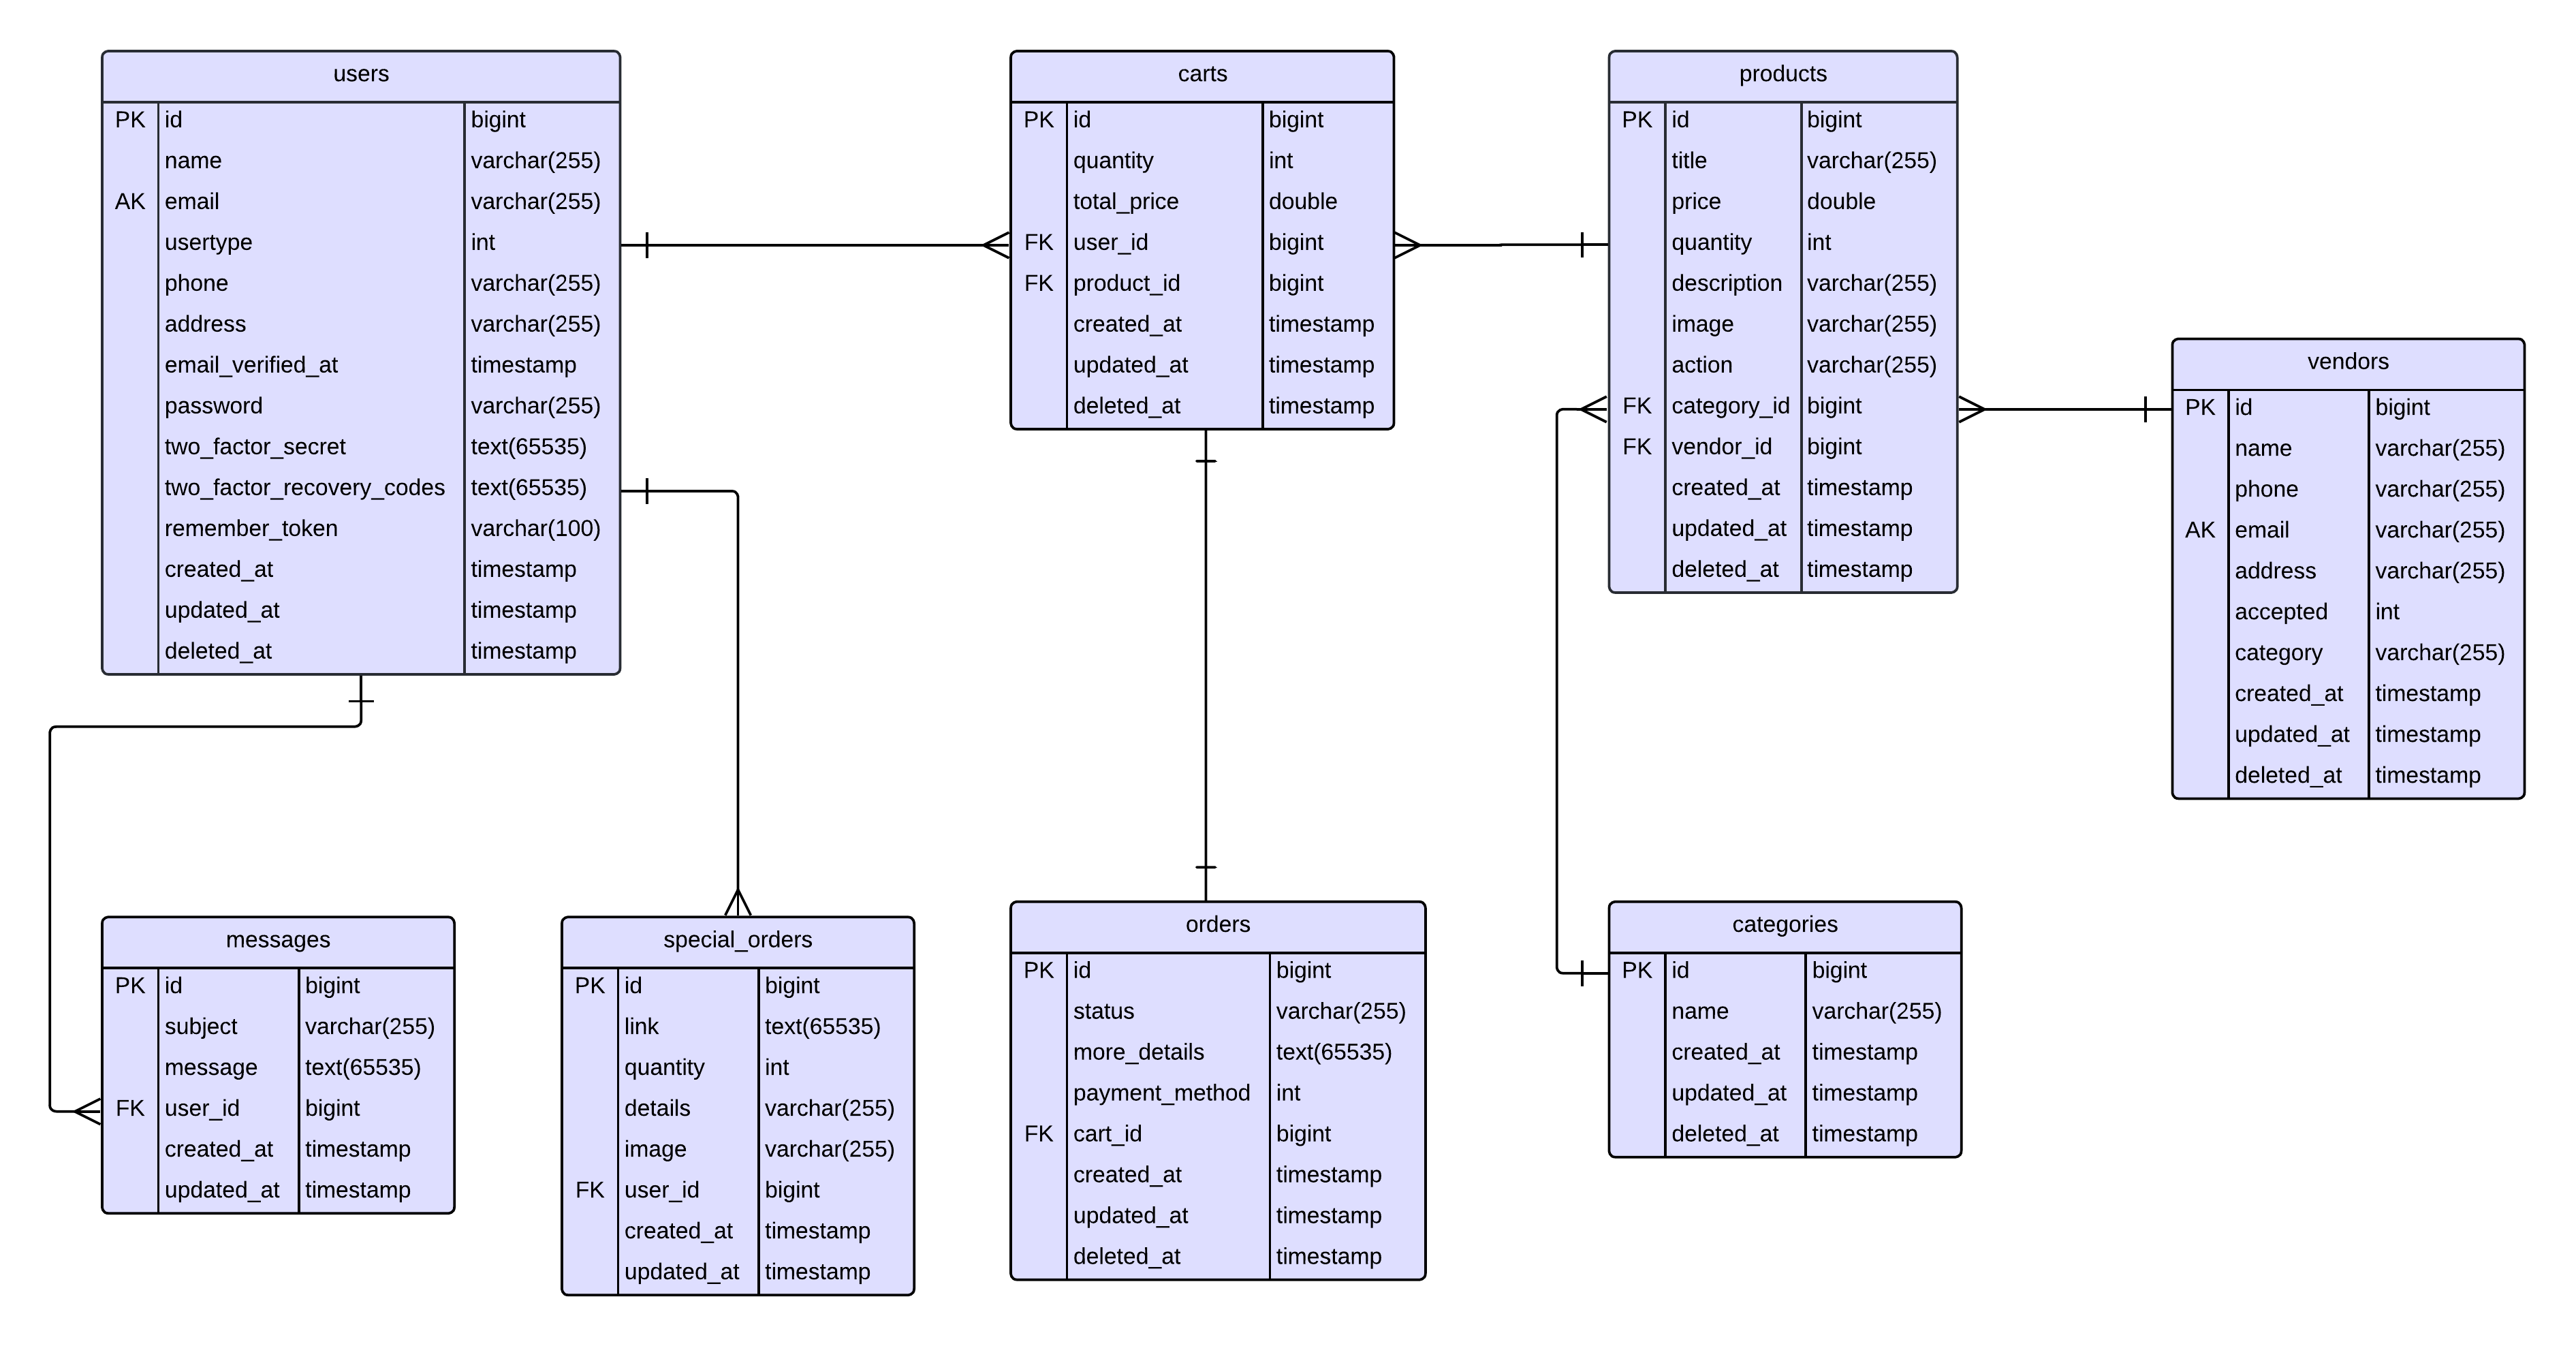 users
PK id bigint
name varchar(255)
AK email varchar(255)
usertype int
phone varchar(255)
address varchar(255)
email_verified_at timestamp
password varchar(255)
two_factor_secret text(65535)
two_factor_recovery_codes text(65535)
remember_token varchar(100)
created_at timestamp
updated_at timestamp
deleted_at timestamp
carts
PK id bigint
quantity int
total_price double
FK user_id bigint
FK product_id bigint
created_at timestamp
updated_at timestamp
deleted_at timestamp
products
PK id bigint
title varchar(255)
price double
quantity int
description varchar(255)
image varchar(255)
action varchar(255)
FK category_id bigint
FK vendor_id bigint
created_at timestamp
updated_at timestamp
deleted_at timestamp
vendors
PK id bigint
name varchar(255)
phone varchar(255)
AK email varchar(255)
address varchar(255)
accepted int
category varchar(255)
created_at timestamp
updated_at timestamp
deleted_at timestamp
messages
PK id bigint
subject varchar(255)
message text(65535)
FK user_id bigint
created_at timestamp
updated_at timestamp
special_orders
PK id bigint
link text(65535)
quantity int
details varchar(255)
image varchar(255)
FK user_id bigint
created_at timestamp
updated_at timestamp
orders
PK id bigint
status varchar(255)
more_details text(65535)
payment_method int
FK cart_id bigint
created_at timestamp
updated_at timestamp
deleted_at timestamp
categories
PK id bigint
name varchar(255)
created_at timestamp
updated_at timestamp
deleted_at timestamp